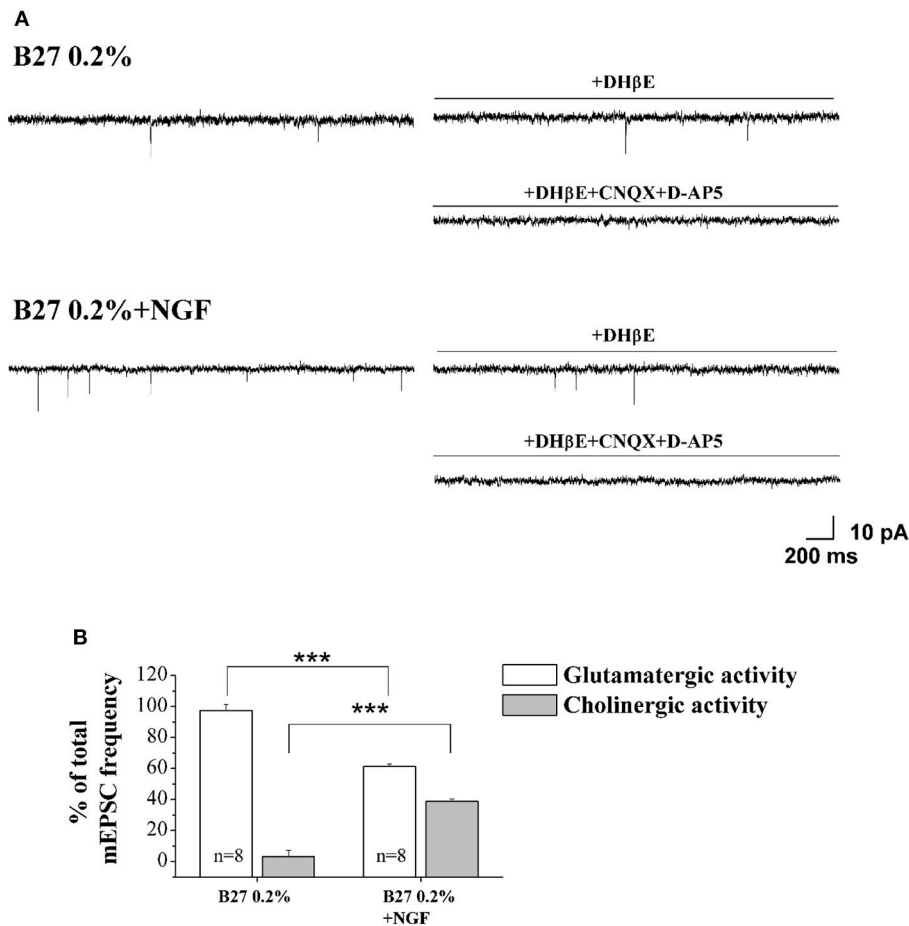 A
B27 0.2%
+DHβE
+DHβE+CNQX+D-AP5
B27 0.2%+NGF
+DHβE
+DHβE+CNQX+D-AP5
10 pA
200 ms
B
% of total
mEPSC frequency
120
100
80
60
40
20
0
***
***
n=8
n=8
B27 0.2%
B27 0.2%
+NGF
Glutamatergic activity
Cholinergic activity